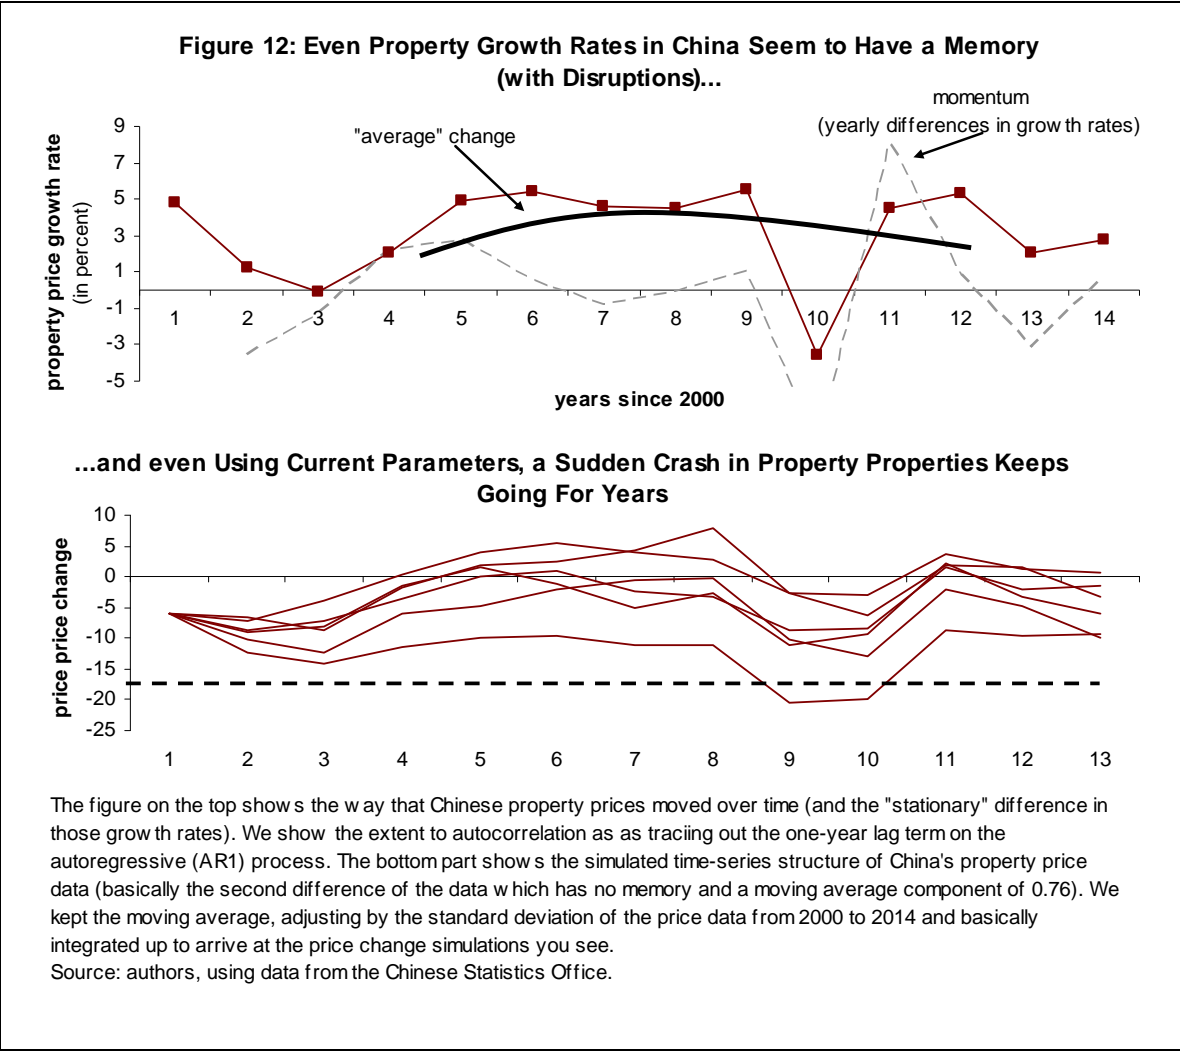 Figure 12: Even Property Growth Rates in China Seem to Have a Memory
(with Disruptions)...
momentum
(yearly differences in growth rates)
"average" change
property price growth rate
(in percent)
9
7
5
3
1
-1
-3
-5
1 2 3 4 5 6 7 8 9 10 11 12 13 14
years since 2000
...and even Using Current Parameters, a Sudden Crash in Property Properties Keeps
Going For Years
price price change
10
5
0
-5
-10
-15
-20
-25
1 2 3 4 5 6 7 8 9 10 11 12 13
The figure on the top shows the way that Chinese property prices moved over time (and the "stationary" difference in
those growth rates). We show the extent to autocorrelation as as traciing out the one-year lag term on the
autoregressive (AR1) process. The bottom part shows the simulated time-series structure of China's property price
data (basically the second difference of the data which has no memory and a moving average component of 0.76). We
kept the moving average, adjusting by the standard deviation of the price data from 2000 to 2014 and basically
integrated up to arrive at the price change simulations you see.
Source: authors, using data from the Chinese Statistics Office.